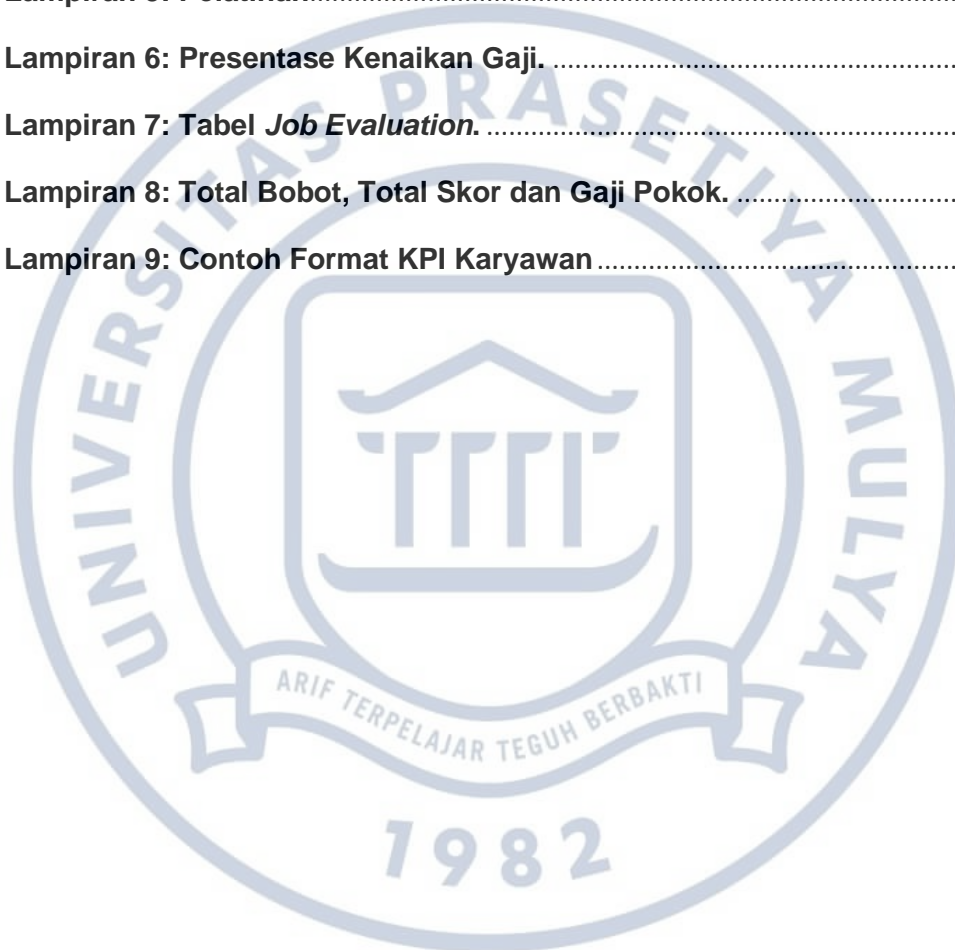 Lampiran 6: Presentase Kenaikan Gaji.
Lampiran 7: Tabel Job Evaluation.
Lampiran 8: Total Bobot, Total Skor dan Gaji Pokok.
Lampiran 9: Contoh Format KPI Karyawan
UNIVERSITAS PRASETIYA MULYA
ARIF TERPELAJAR TEGUH BERBAKTI
1982